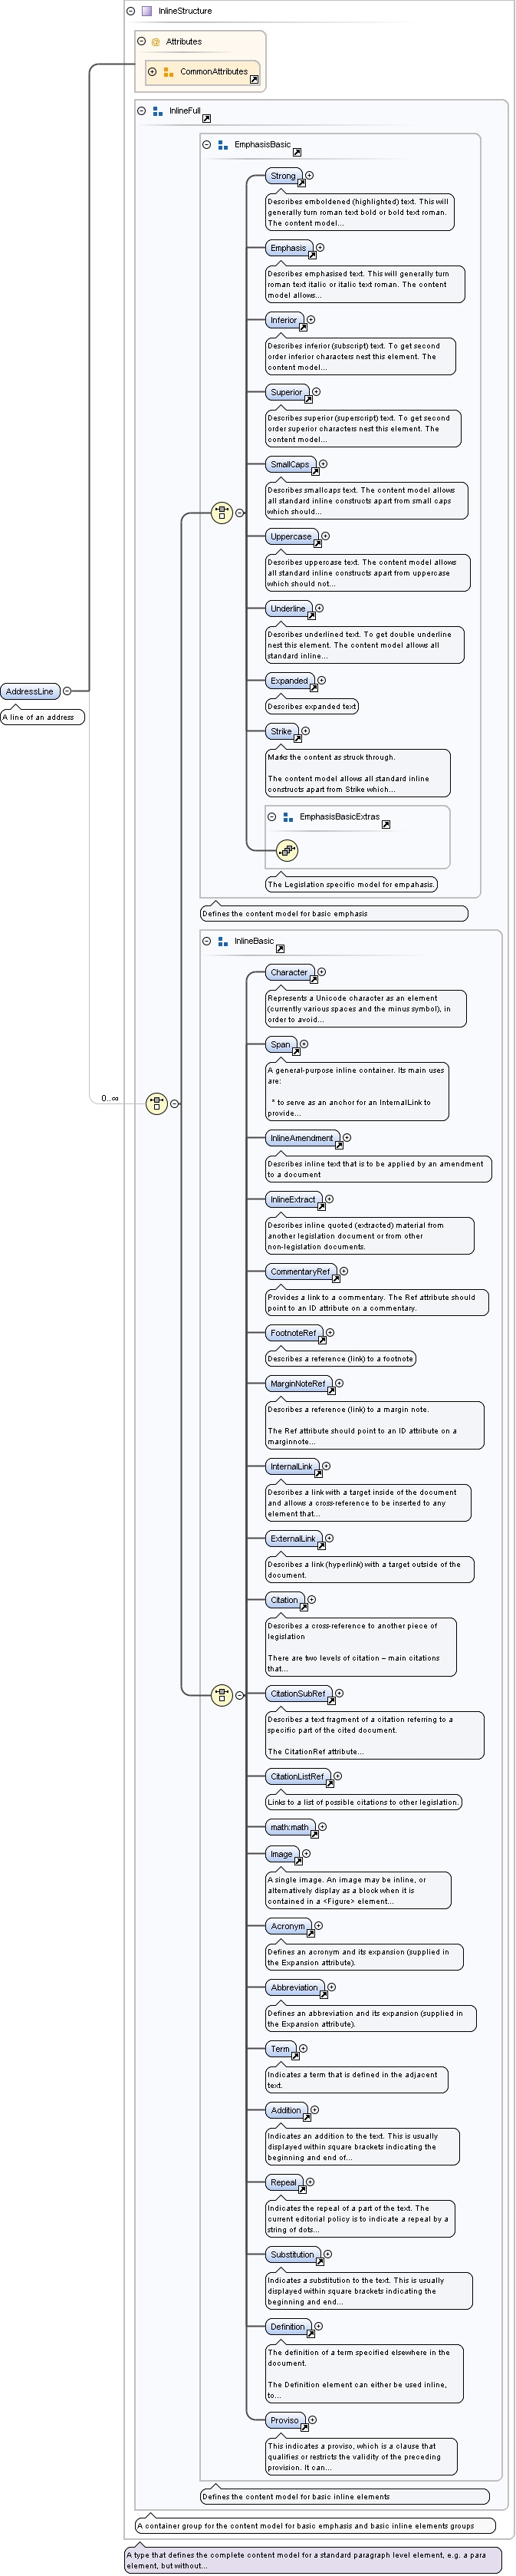 InlineStructure
Attributes
CommonAttributes
InlineFull
EmphasisBasic
Strong
Describes emboldened (highlighted) text. This will
generally turn roman text bold or bold text roman.
The content model...
Emphasis
Describes emphasised text. This will generally turn
roman text italic or italic text roman. The content
model allows...
Inferior
Describes inferior (subscript) text. To get second
order inferior characters nest this element. The
content model...
Superior
Describes superior (superscript) text. To get second
order superior characters nest this element. The
content model...
SmallCaps
Describes smallcaps text. The content model allows
all standard inline constructs apart from small caps
which should...
Uppercase
Describes uppercase text. The content model allows
all standard inline constructs apart from uppercase
which should not...
Underline
Describes underlined text. To get double underline
nest this element. The content model allows all
standard inline...
Expanded
Describes expanded text
AddressLine
A line of an address
Strike
Marks the content as struck through.
The content model allows all standard inline
constructs apart from Strike which...
EmphasisBasicExtras
The Legislation specific model for empahasis.
Defines the content model for basic emphasis
InlineBasic
Character
Represents a Unicode character as an element
(currently various spaces and the minus symbol), in
order to avoid...
Span
A general-purpose inline container. Its main uses
are:
* to serve as an anchor for an InternalLink to
provide...
0..∞
InlineAmendment
Describes inline text that is to be applied by an amendment
to a document
InlineExtract
Describes inline quoted (extracted) material from
another legislation document or from other
non-legislation documents.
CommentaryRef
Provides a link to a commentary. The Ref attribute should
point to an ID attribute on a commentary.
FootnoteRef
Describes a reference (link) to a footnote
MarginNoteRef
Describes a reference (link) to a margin note.
The Ref attribute should point to an ID attribute on a
marginnote...
InternalLink
Describes a link with a target inside of the document
and allows a cross-reference to be inserted to any
element that...
ExternalLink
Describes a link (hyperlink) with a target outside of the
document.
Citation
Describes a cross-reference to another piece of
legislation
There are two levels of citation – main citations
that...
CitationSubRef
Describes a text fragment of a citation referring to a
specific part of the cited document.
The CitationRef attribute...
CitationListRef
Links to a list of possible citations to other legislation.
math:math
Image
A single image. An image may be inline, or
alternatively display as a block when it is
contained in a <Figure> element...
Acronym
Defines an acronym and its expansion (supplied in
the Expansion attribute).
Abbreviation
Defines an abbreviation and its expansion (supplied in
the Expansion attribute).
Term
Indicates a term that is defined in the adjacent
text.
Addition
Indicates an addition to the text. This is usually
displayed within square brackets indicating the
beginning and end of...
Repeal
Indicates the repeal of a part of the text. The
current editorial policy is to indicate a repeal by a
string of dots...
Substitution
Indicates a substitution to the text. This is usually
displayed within square brackets indicating the
beginning and end...
Definition
The definition of a term specified elsewhere in the
document.
The Definition element can either be used inline,
to...
Proviso
This indicates a proviso, which is a clause that
qualifies or restricts the validity of the preceding
provision. It can...
Defines the content model for basic inline elements
A container group for the content model for basic emphasis and basic inline elements groups
A type that defines the complete content model for a standard paragraph level element, e.g. a para
element, but without...